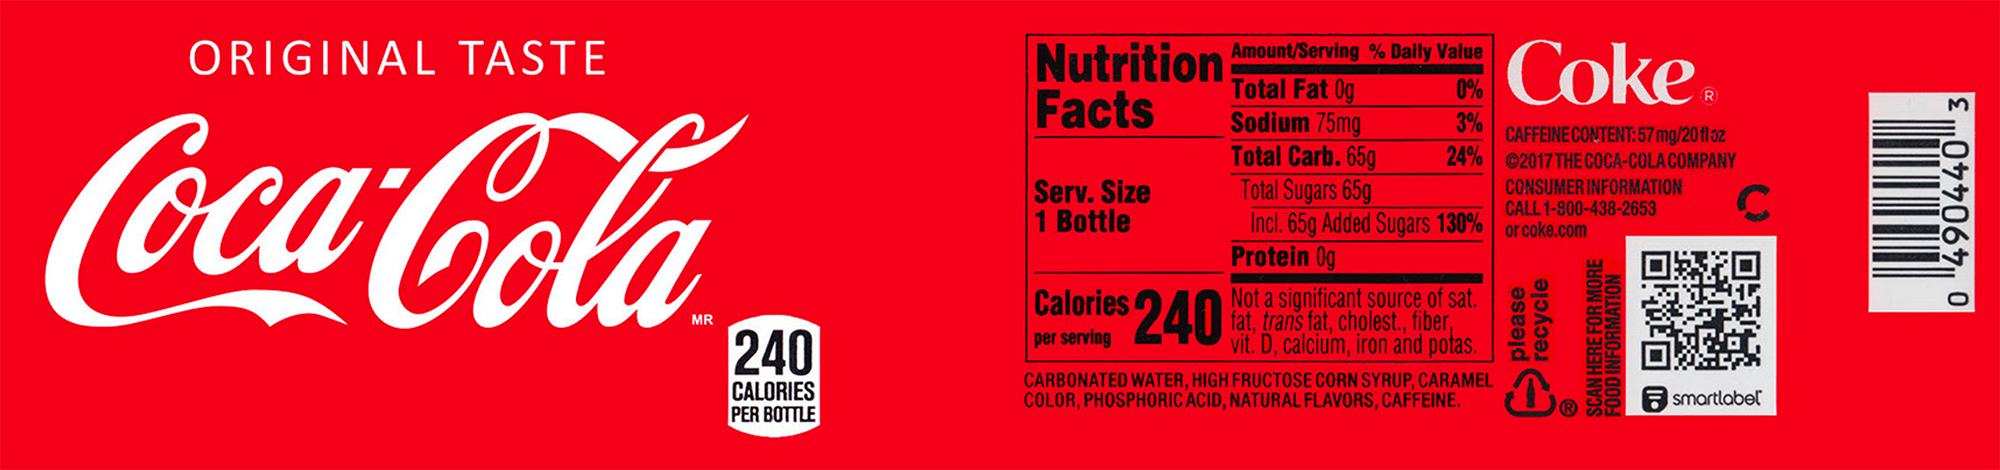 ORIGINAL TASTE
Coca-Cola
MR
240
CALORIES
PER BOTTLE
Nutrition
Facts
Serv. Size
1 Bottle
Calories 240
per serving
Amount/Serving % Daily Value
Total Fat 0g 0%
Sodium 75mg 3%
Total Carb. 65g 24%
Total Sugars 65g
Incl. 65g Added Sugars 130%
Protein 0g
Not a significant source of sat.
fat, trans fat, cholest., fiber,
vit. D, calcium, iron and potas.
CARBONATED WATER, HIGH FRUCTOSE CORN SYRUP, CARAMEL
COLOR, PHOSPHORIC ACID, NATURAL FLAVORS, CAFFEINE.
Coke®
CAFFEINE CONTENT: 57 mg/20 fl oz
©2017 THE COCA-COLA COMPANY
CONSUMER INFORMATION
CALL 1-800-438-2653
or coke.com
C
please
recycle
®
SCAN HERE FOR MORE
FOOD INFORMATION
smartlabel™
0 490440 3